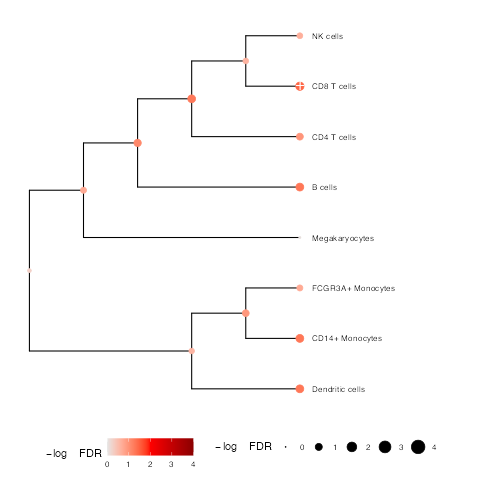 NK cells
CD8 T cells
CD4 T cells
B cells
Megakaryocytes
FCGR3A+ Monocytes
CD14+ Monocytes
Dendritic cells
−log FDR
0 1 2 3 4
−log FDR 0 1 2 3 4